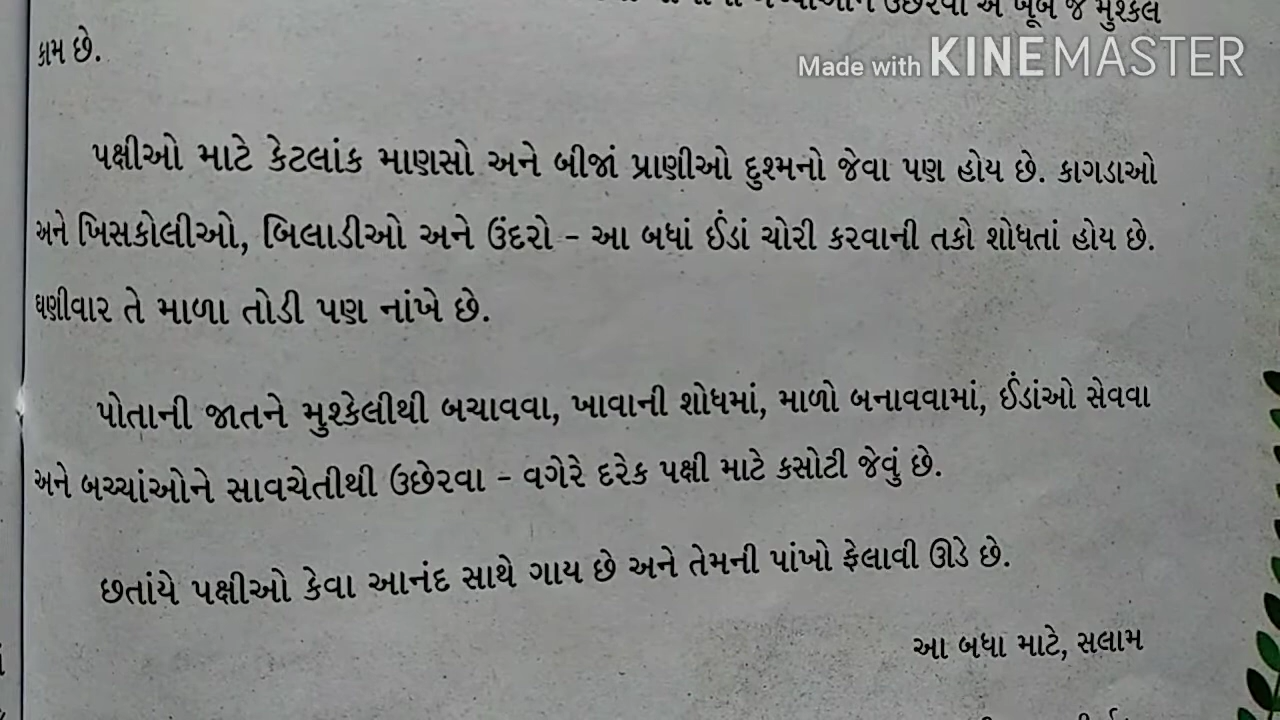 ઉછેરવા એ ખૂબ જ મુશ્કેલ
કામ છે.
Made with KINEMASTER
પક્ષીઓ માટે કેટલાંક માણસો અને બીજાં પ્રાણીઓ દુશ્મનો જેવા પણ હોય છે. કાગડાઓ
અને ખિસકોલીઓ, બિલાડીઓ અને ઉંદરો – આ બધાં ઈંડાં ચોરી કરવાની તકો શોધતાં હોય છે.
ઘણીવાર તે માળા તોડી પણ નાંખે છે.
પોતાની જાતને મુશ્કેલીથી બચાવવા, ખાવાની શોધમાં, માળો બનાવવામાં, ઈંડાંઓ સેવવા
અને બચ્ચાંઓને સાવચેતીથી ઉછેરવા – વગેરે દરેક પક્ષી માટે કસોટી જેવું છે.
છતાંયે પક્ષીઓ કેવા આનંદ સાથે ગાય છે અને તેમની પાંખો ફેલાવી ઊડે છે.
આ બધા માટે, સલામ